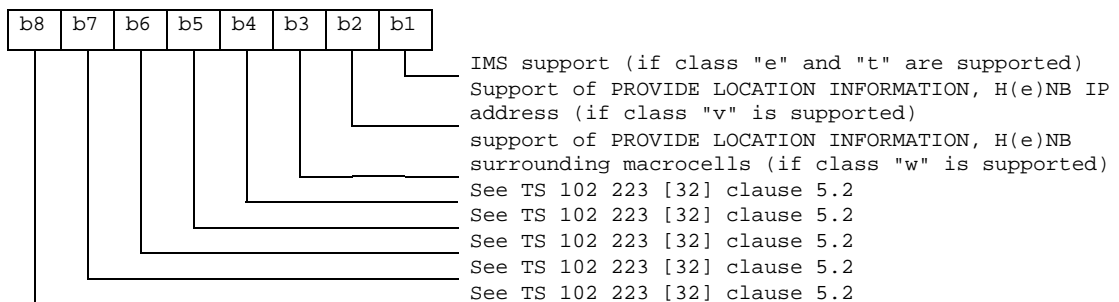 b8 b7 b6 b5 b4 b3 b2 b1
IMS support (if class "e" and "t" are supported)
Support of PROVIDE LOCATION INFORMATION, H(e)NB IP
address (if class "v" is supported)
support of PROVIDE LOCATION INFORMATION, H(e)NB
surrounding macrocells (if class "w" is supported)
See TS 102 223 [32] clause 5.2
See TS 102 223 [32] clause 5.2
See TS 102 223 [32] clause 5.2
See TS 102 223 [32] clause 5.2
See TS 102 223 [32] clause 5.2